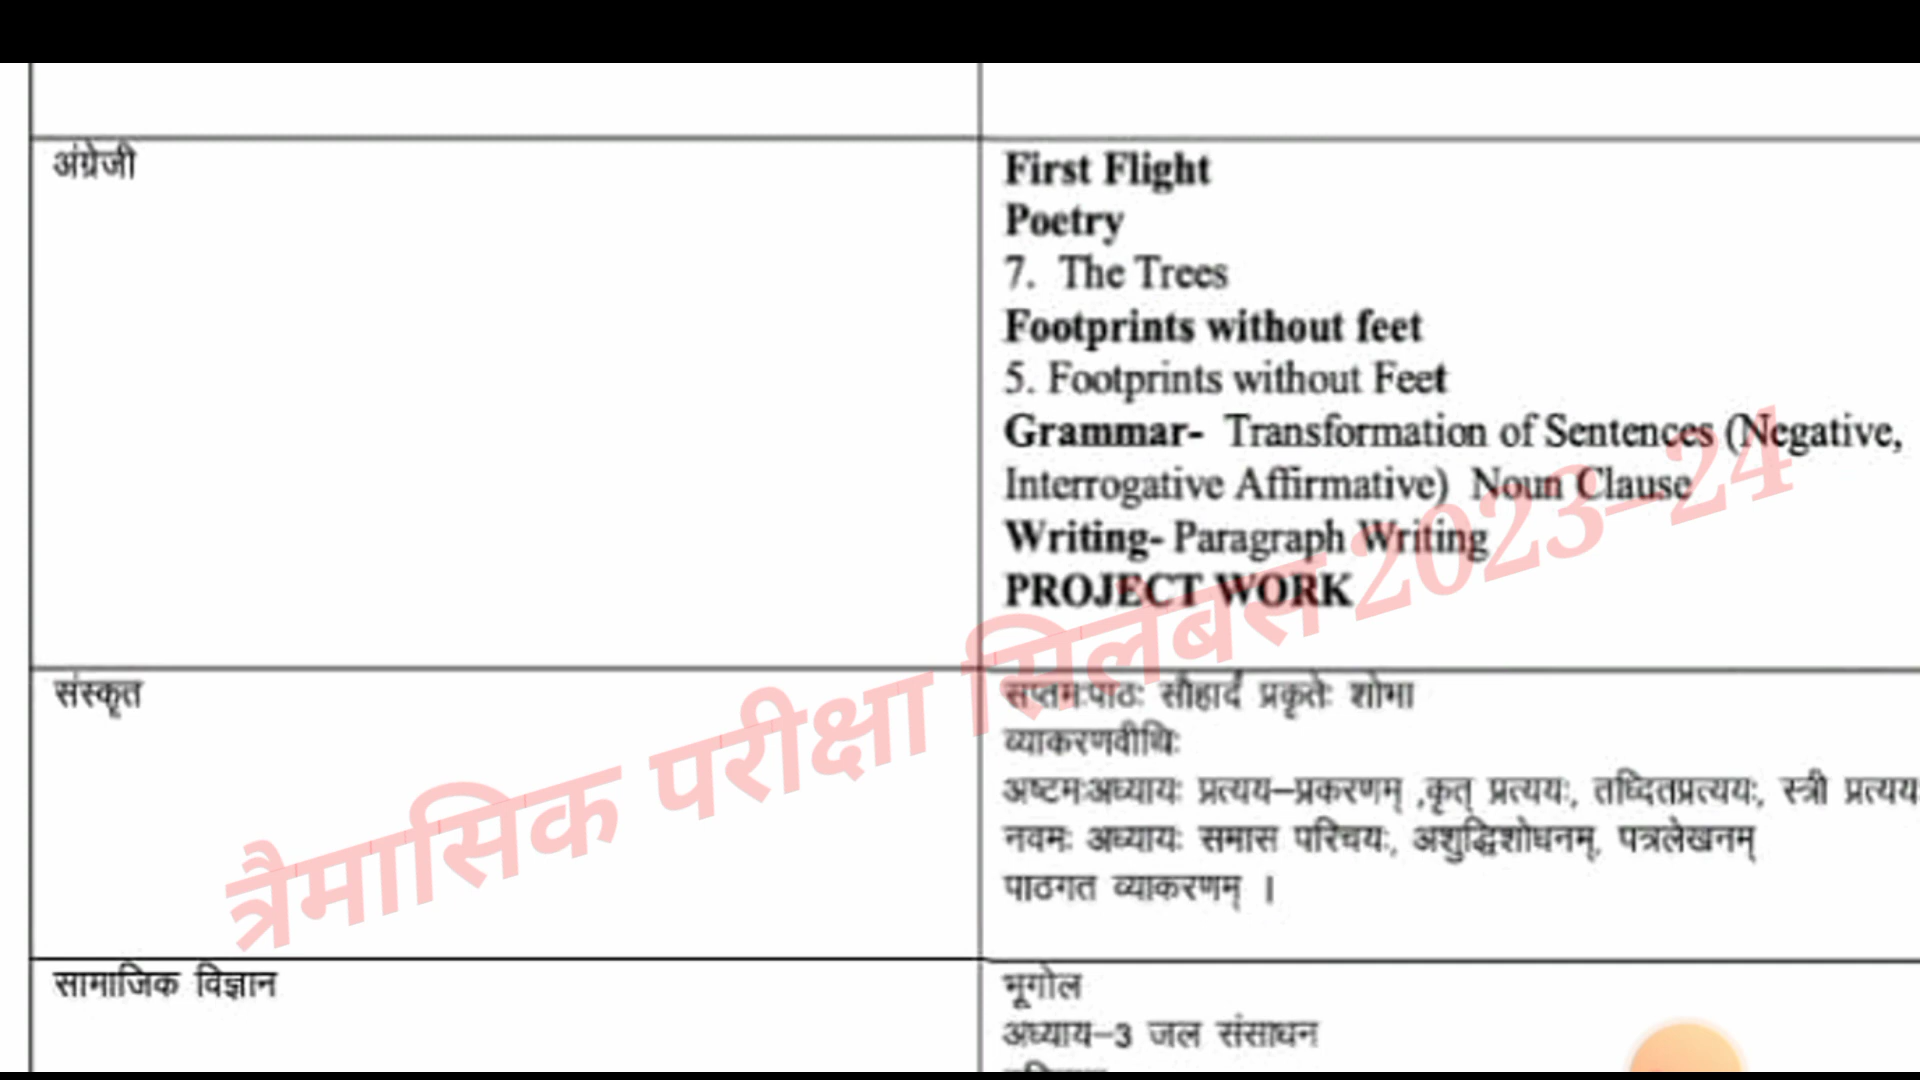 अंग्रेजी
First Flight
Poetry
7. The Trees
Footprints without feet
5. Footprints without Feet
Grammar- Transformation of Sentences (Negative,
Interrogative Affirmative) Noun Clause
Writing- Paragraph Writing
PROJECT WORK
संस्कृत
सप्तमःपाठः सौहार्दं प्रकृतेः शोभा
व्याकरणवीथिः
अष्टमःअध्यायः प्रत्यय–प्रकरणम् ,कृत् प्रत्ययः, तध्दितप्रत्ययः, स्त्री प्रत्यय
नवमः अध्यायः समास परिचयः, अशुद्धिशोधनम्, पत्रलेखनम्
पाठगत व्याकरणम् ।
सामाजिक विज्ञान
भूगोल
अध्याय–3 जल संसाधन
त्रैमासिक परीक्षा सिलेबस 2023–24